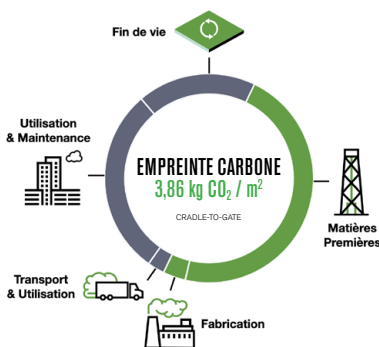 Fin de vie
Utilisation
& Maintenance
EMPREINTE CARBONE
3,86 kg CO₂ / m²
CRADLE-TO-GATE
Matières
Premières
Transport
& Utilisation
Fabrication